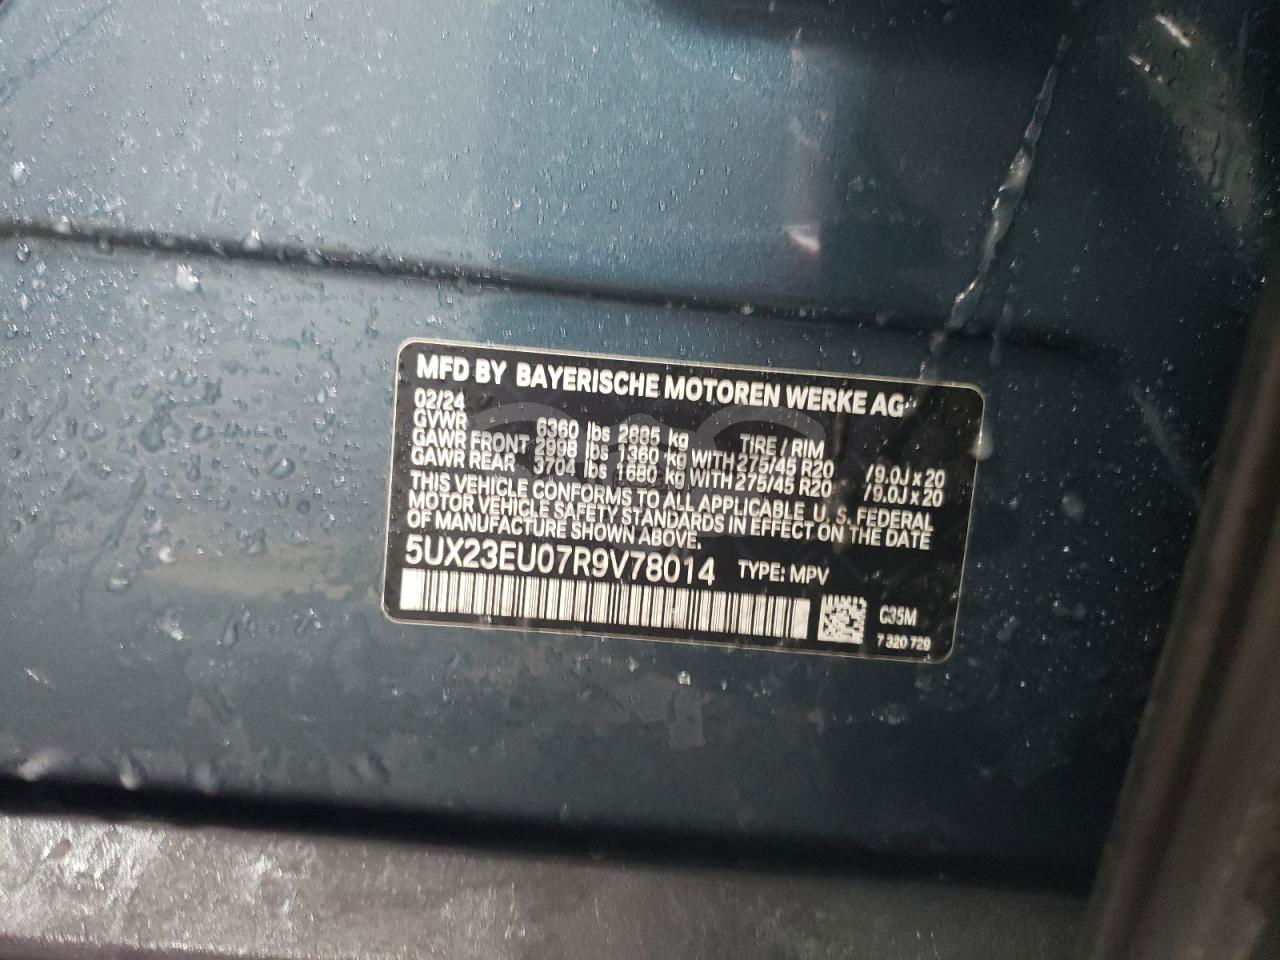 MFD BY BAYERISCHE MOTOREN WERKE AG
02/24
GVWR 6360 lbs 2885 kg TIRE / RIM
GAWR FRONT 2998 lbs 1360 kg WITH 275/45 R20 /9.0J x 20
GAWR REAR 3704 lbs 1680 kg WITH 275/45 R20 /9.0J x 20
THIS VEHICLE CONFORMS TO ALL APPLICABLE U.S. FEDERAL
MOTOR VEHICLE SAFETY STANDARDS IN EFFECT ON THE DATE
OF MANUFACTURE SHOWN ABOVE.
5UX23EU07R9V78014 TYPE: MPV
C35M
7 320 729